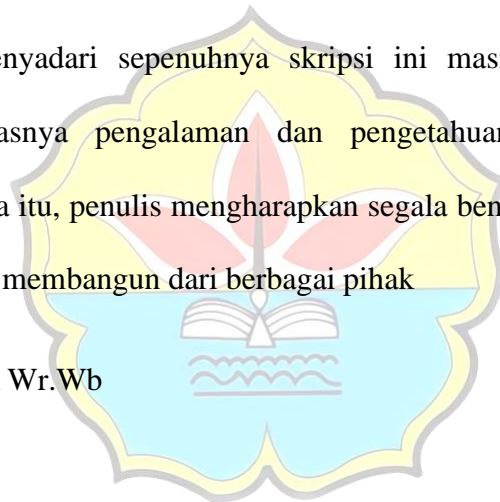 enyadari sepenuhnya skripsi ini mas
asnya pengalaman dan pengetahuan
a itu, penulis mengharapkan segala ben
membangun dari berbagai pihak
Wr.Wb